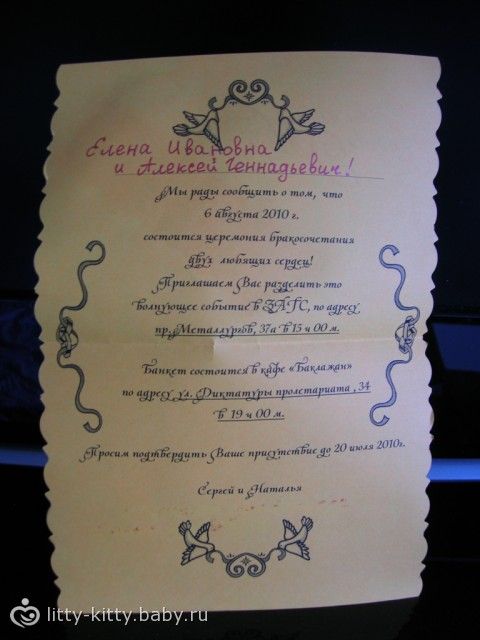 Елена Ивановна
и Алексей Геннадьевич!
Мы рады сообщить о том, что
6 августа 2010 г.
состоится церемония бракосочетания
двух любящих сердец!
Приглашаем Вас разделить это
волнующее событие в ЗАГС, по адресу
пр. Металлургов, 37а в 15 ч 00 м.
Банкет состоится в кафе «Баклажан»
по адресу ул. Диктатуры пролетариата , 34
в 19 ч 00 м.
Просим подтвердить Ваше присутствие до 20 июля 2010г.
Сергей и Наталья
litty-kitty.baby.ru